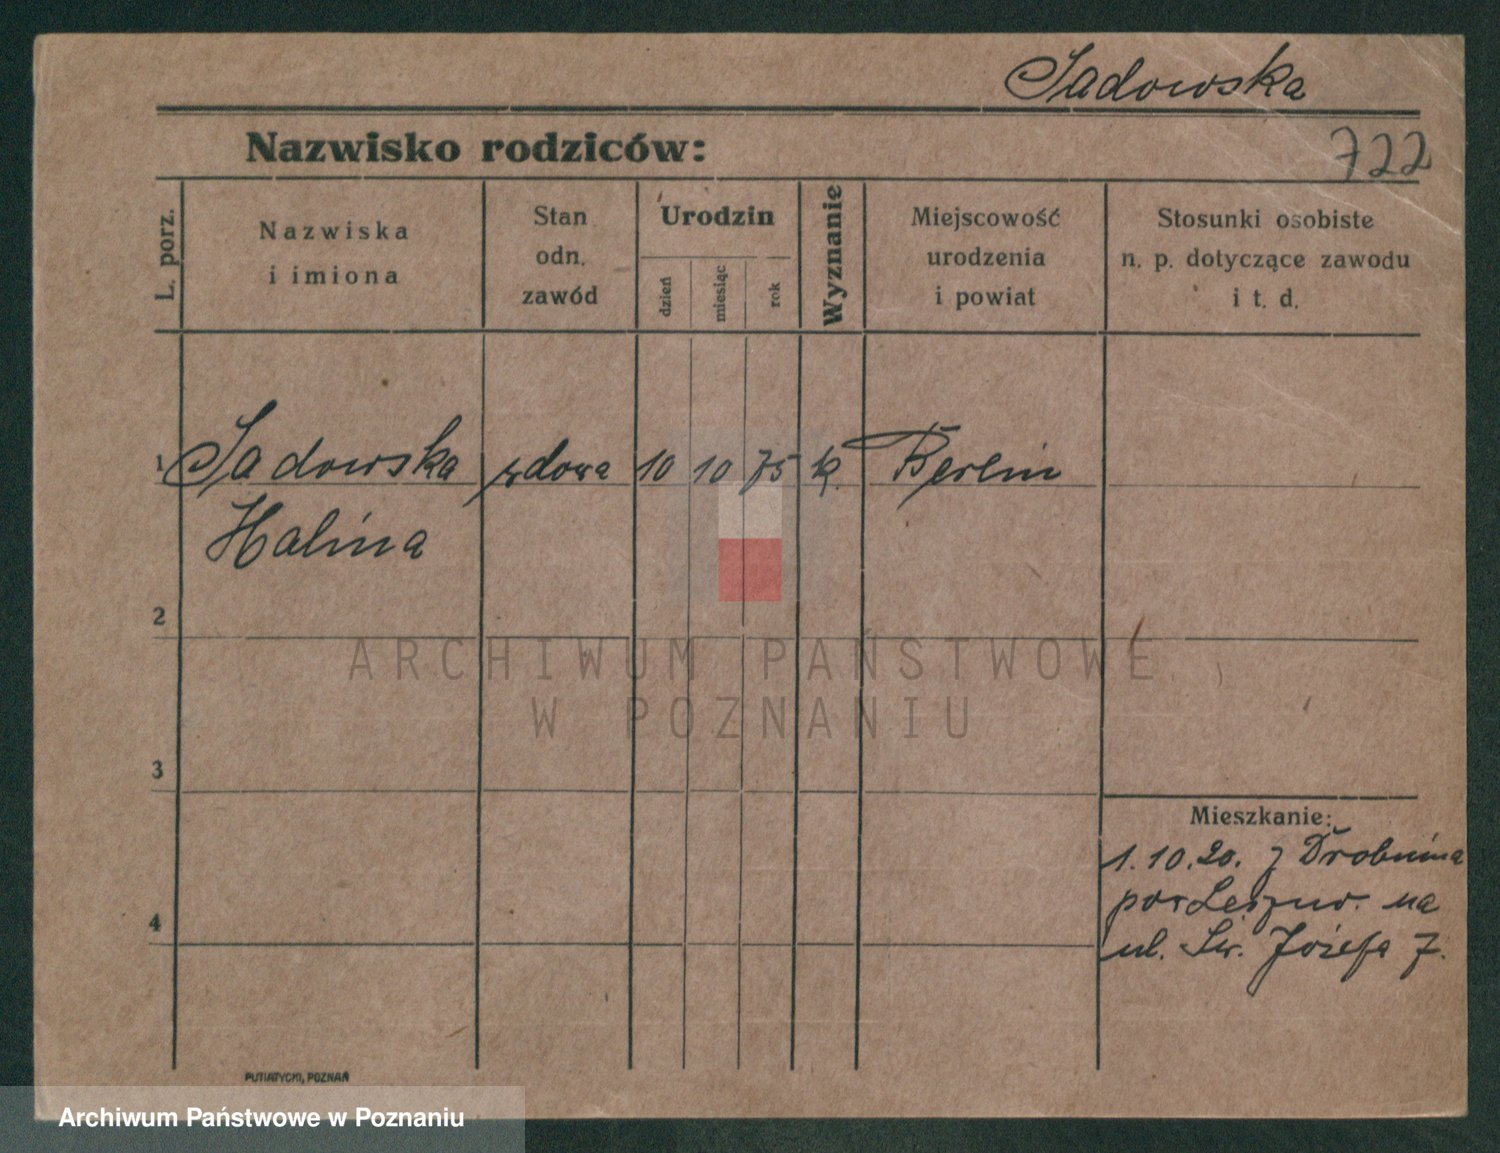 Sadowska
Nazwisko rodziców:
722
L. porz.
Nazwiska
i imiona
Stan
odn.
zawód
Urodzin
dzień
miesiąc
rok
Wyznanie
Miejscowość
urodzenia
i powiat
Stosunki osobiste
n. p. dotyczące zawodu
i t. d.
1 Sadowska wdowa 10 10 75 ką. Berlin
Halina
2
ARCHIWUM PAŃSTWOWE
W POZNANIU
3
Mieszkanie:
1.10.20. z Drobnina
pow Leszno. na
4
ul. Św. Józefa 7.
PUTIATYCKI, POZNAŃ
Archiwum Państwowe w Poznaniu